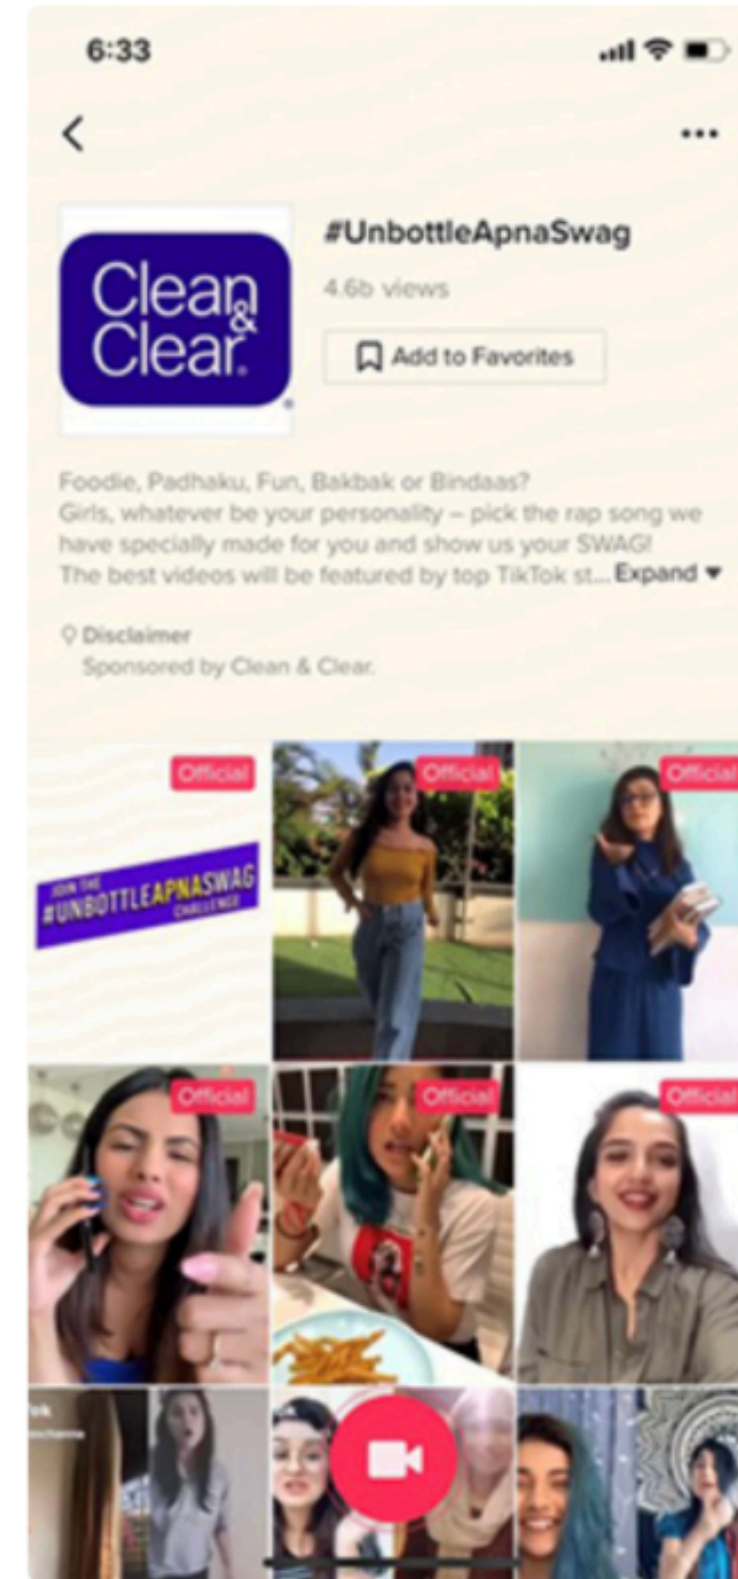 6:33
Clean
&
Clear.
#UnbottleApnaSwag
4.6b views
Add to Favorites
Foodie, Padhaku, Fun, Bakbak or Bindaas?
Girls, whatever be your personality – pick the rap song we
have specially made for you and show us your SWAG!
The best videos will be featured by top TikTok st... Expand
Disclaimer
Sponsored by Clean & Clear.
Official
Official
Official
JOIN THE
#UNBOTTLEAPNASWAG
CHALLENGE
Official
Official
Official